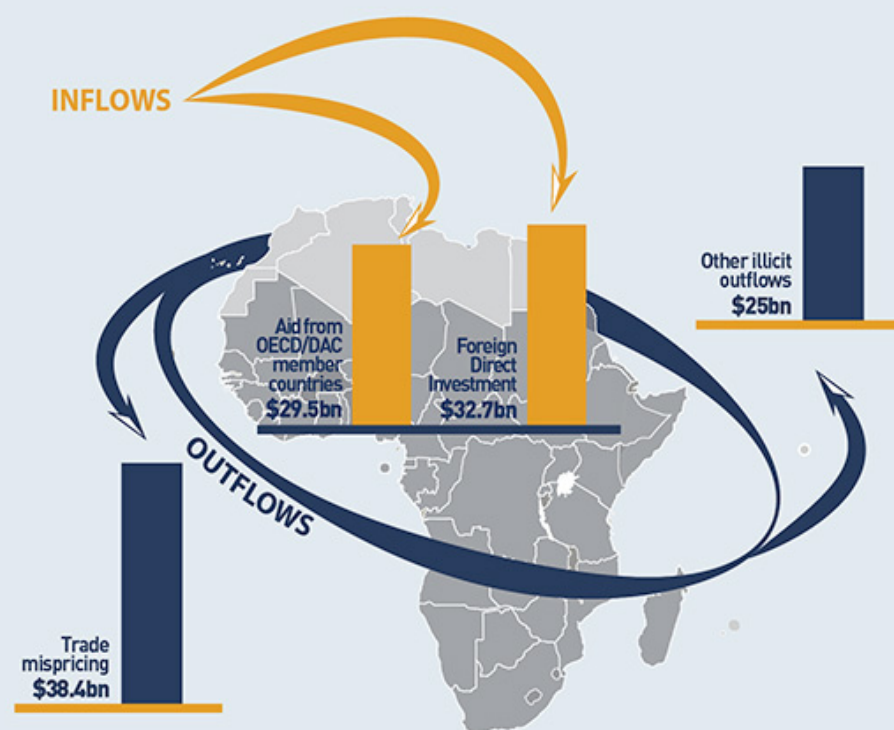 INFLOWS
Other illicit
outflows
$25bn
Aid from
OECD/DAC
member
countries
$29.5bn
Foreign
Direct
Investment
$32.7bn
OUTFLOWS
Trade
mispricing
$38.4bn